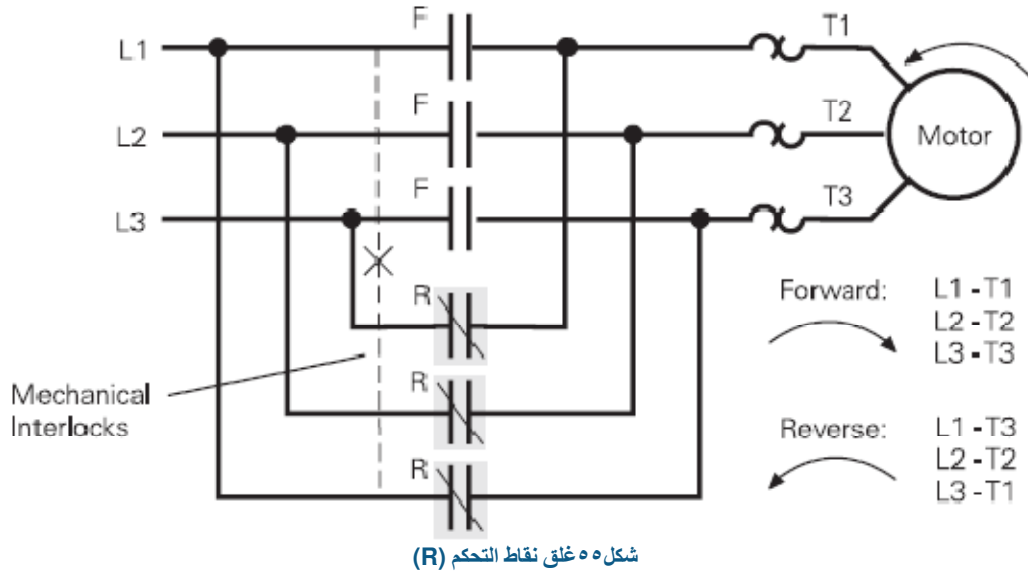 F
T1
L1
F
T2
L2
Motor
F
T3
L3
R
Forward: L1 -T1
L2 -T2
L3 -T3
Mechanical
Interlocks
R
Reverse: L1 -T3
L2 -T2
L3 -T1
R
شكل٥٥ غلق نقاط التحكم (R)